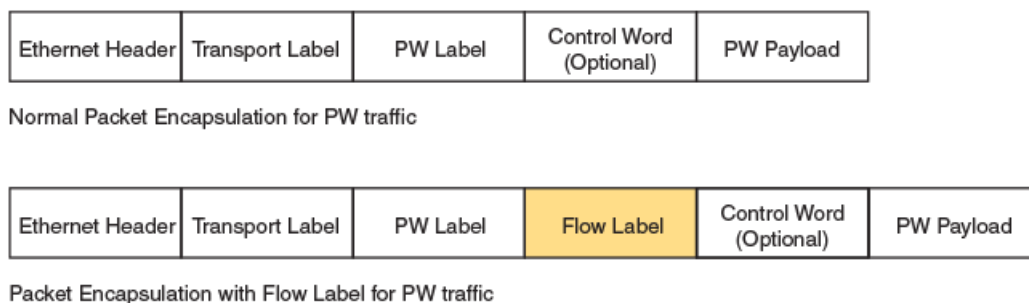 Ethernet Header Transport Label PW Label Control Word (Optional) PW Payload
Normal Packet Encapsulation for PW traffic
Ethernet Header Transport Label PW Label Flow Label Control Word (Optional) PW Payload
Packet Encapsulation with Flow Label for PW traffic